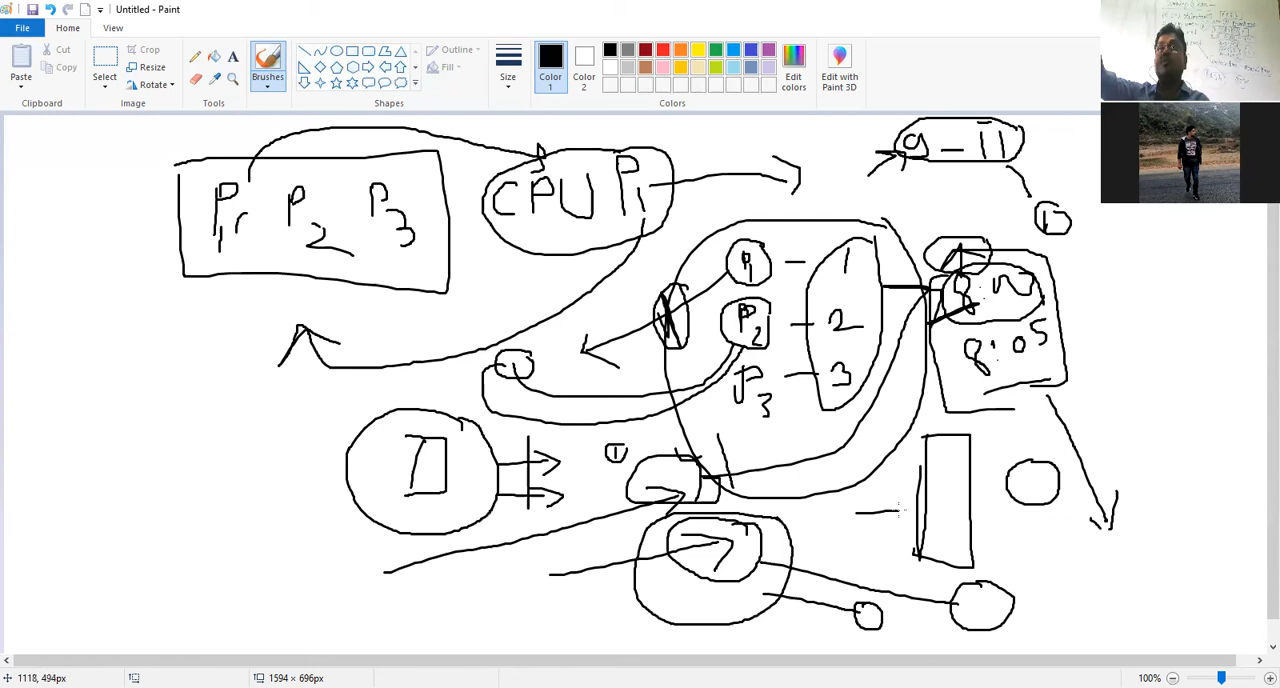 Untitled - Paint
File
Home
View
Paste
Cut
Copy
Clipboard
Select
Crop
Resize
Rotate
Image
A
Tools
Brushes
Outline
Fill
Shapes
Size
Color 1
Color 2
Edit colors
Colors
Edit with Paint 3D
P1 P2 P3
CPU P1
9 - 11
P1 - 1
P2 - 2
P3 - 3
1118, 494px
1594 × 696px
100%